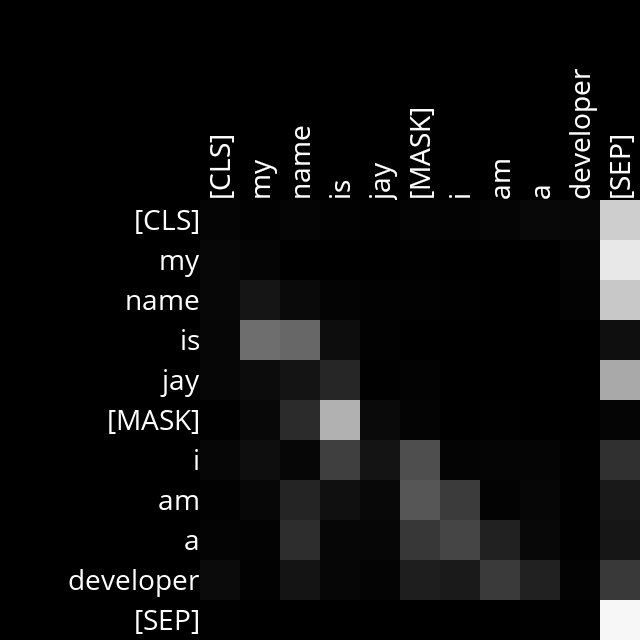 [CLS] my name is jay [MASK] i am a developer [SEP]
[CLS]
my
name
is
jay
[MASK]
i
am
a
developer
[SEP]